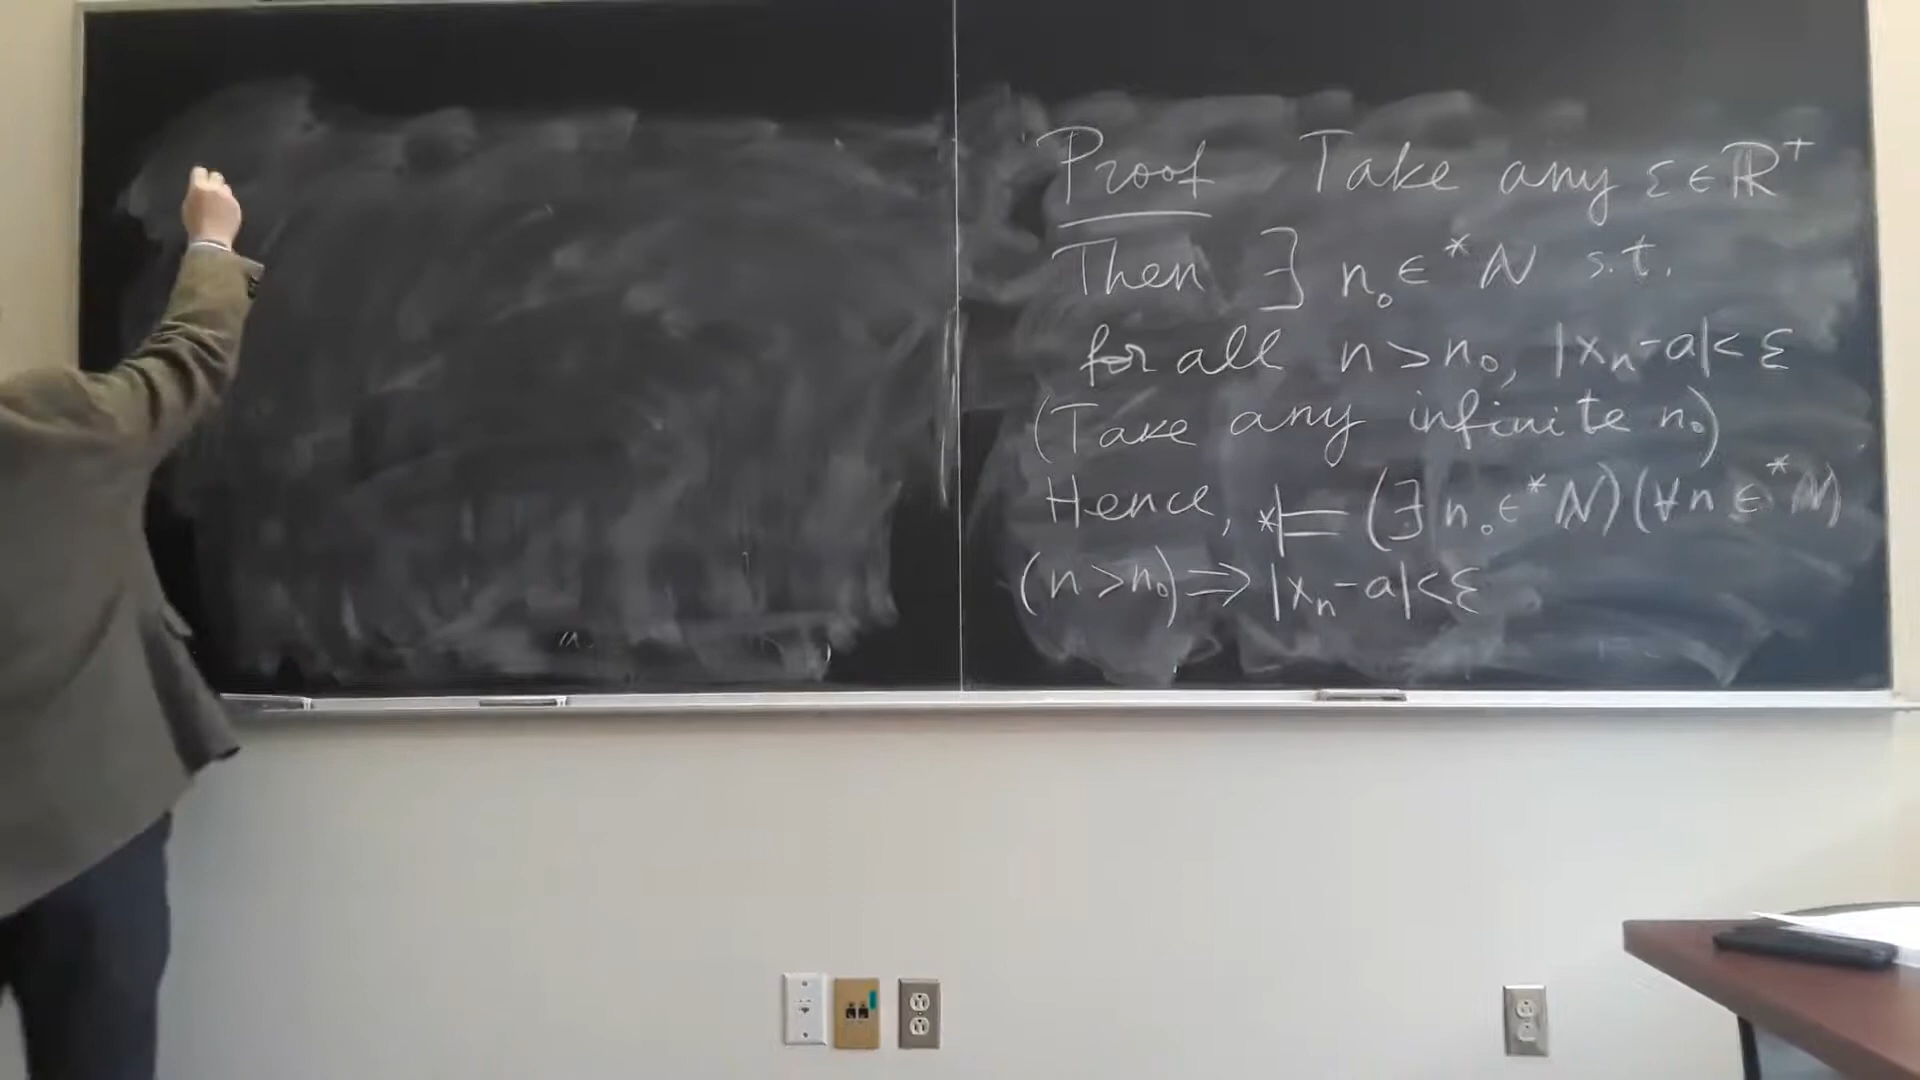 Proof Take any ε∈ℝ⁺
Then ∃ n₀∈*ℕ s.t.
for all n>n₀, |xₙ-a|<ε
(Take any infinite n₀)
Hence, *⊨(∃n₀∈*ℕ)(∀n∈*ℕ)
(n>n₀)⇒|xₙ-a|<ε